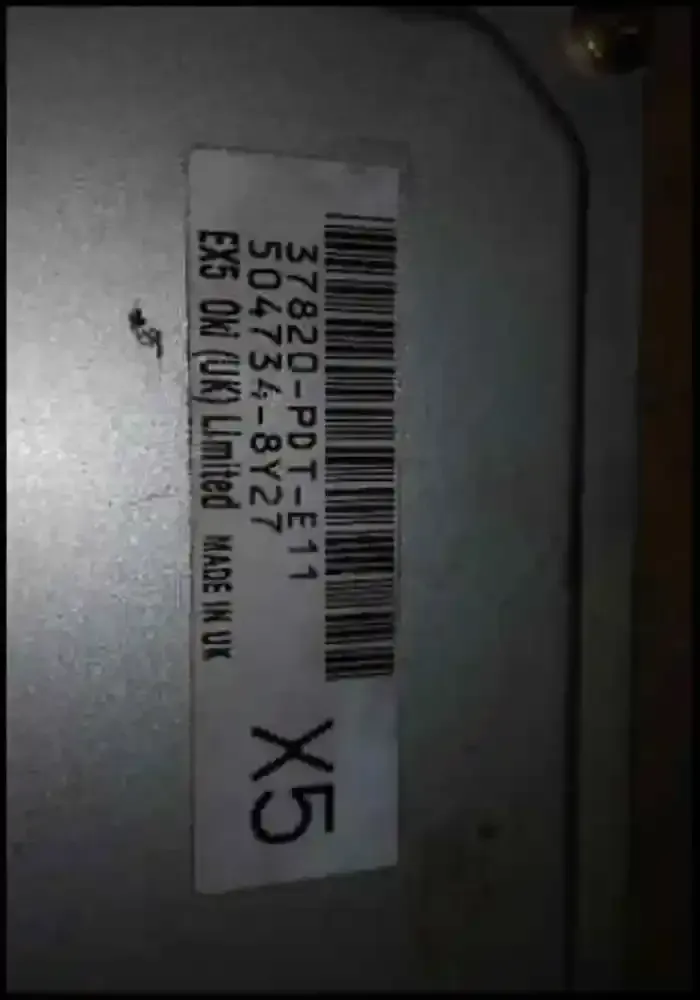 37820-PDT-E11
504734-8Y27
EX5 OKI (UK) Limited MADE IN UK
X5